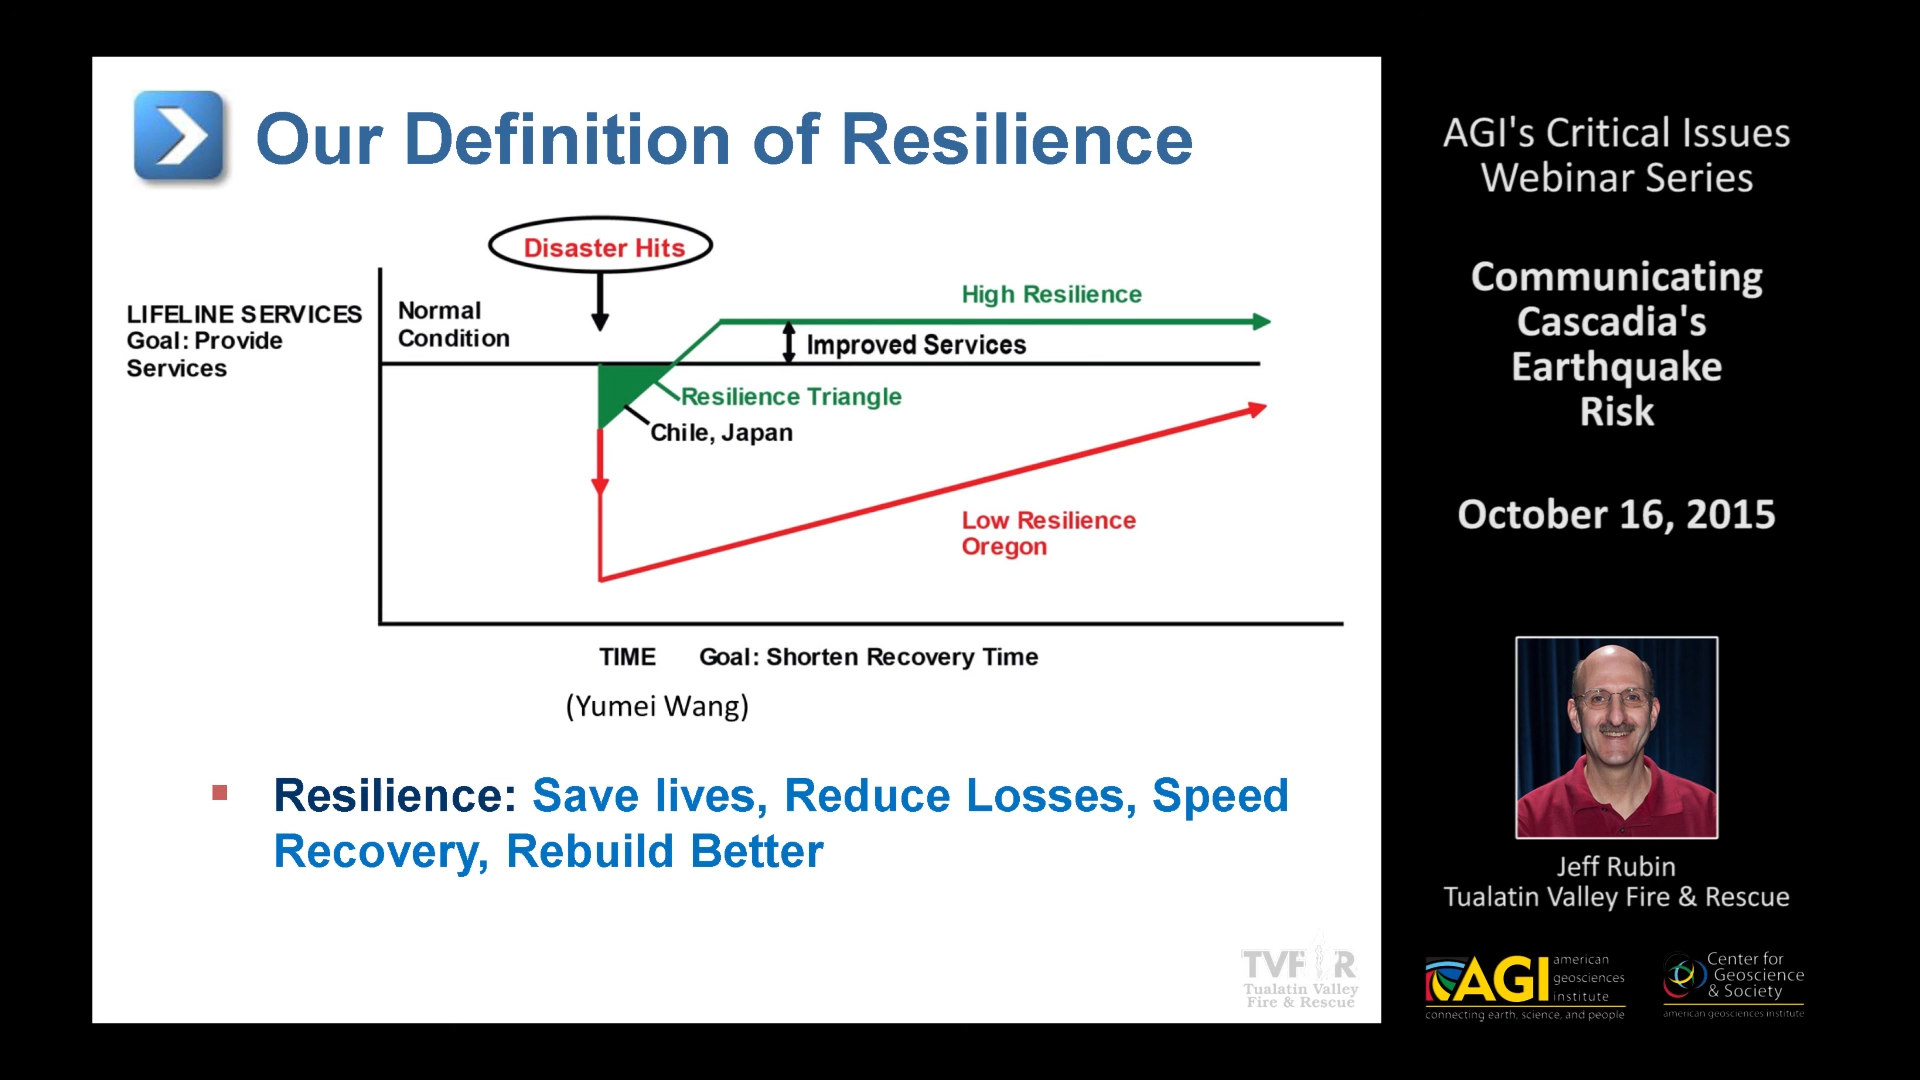 Our Definition of Resilience
Disaster Hits
LIFELINE SERVICES
Goal: Provide
Services
Normal
Condition
High Resilience
Improved Services
Resilience Triangle
Chile, Japan
Low Resilience
Oregon
TIME Goal: Shorten Recovery Time
(Yumei Wang)
Resilience: Save lives, Reduce Losses, Speed
Recovery, Rebuild Better
TVF R
Tualatin Valley
Fire & Rescue
AGI's Critical Issues
Webinar Series
Communicating
Cascadia's
Earthquake
Risk
October 16, 2015
Jeff Rubin
Tualatin Valley Fire & Rescue
AGI
american
geosciences
institute
connecting earth, science, and people
Center for
Geoscience
& Society
american geosciences institute